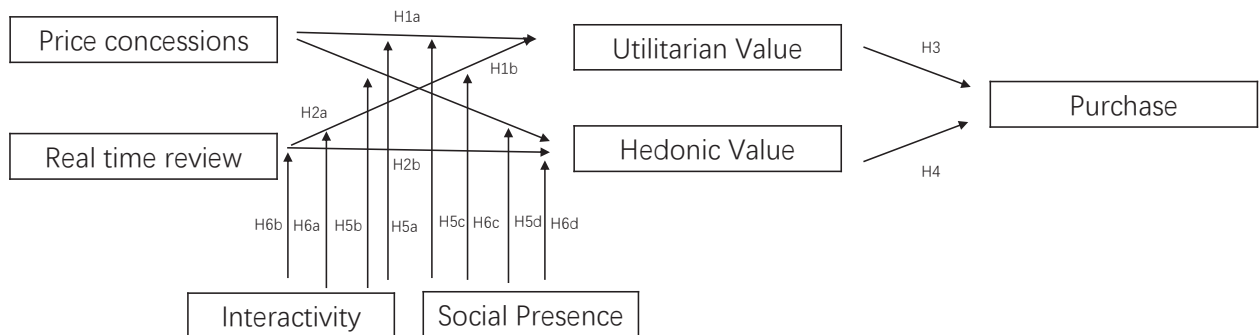 H1a
Price concessions
Utilitarian Value
H3
H1b
Purchase
H2a
Real time review
Hedonic Value
H2b
H4
H6b
H6a
H5b
H5a
H5c
H6c
H5d
H6d
Interactivity
Social Presence